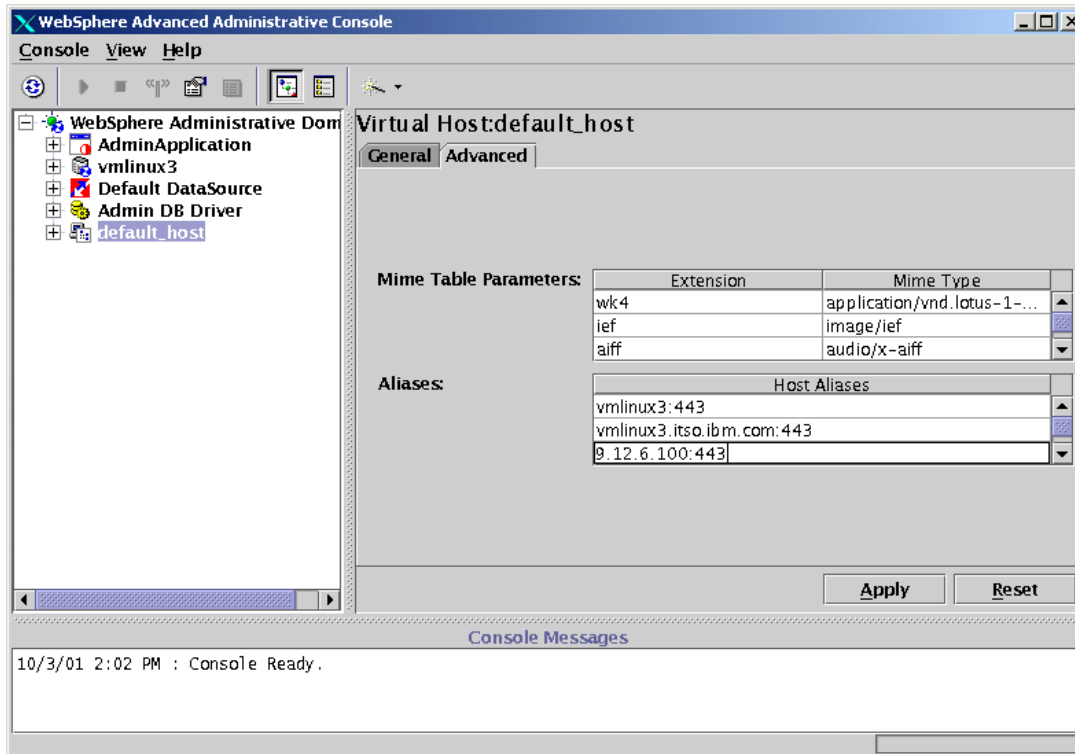 WebSphere Advanced Administrative Console
Console View Help
WebSphere Administrative Dom
AdminApplication
vmlinux3
Default DataSource
Admin DB Driver
default_host
Virtual Host:default_host
General Advanced
Mime Table Parameters:
Extension Mime Type
wk4 application/vnd.lotus-1-...
ief image/ief
aiff audio/x-aiff
Aliases:
Host Aliases
vmlinux3:443
vmlinux3.itso.ibm.com:443
9.12.6.100:443
Apply Reset
Console Messages
10/3/01 2:02 PM : Console Ready.